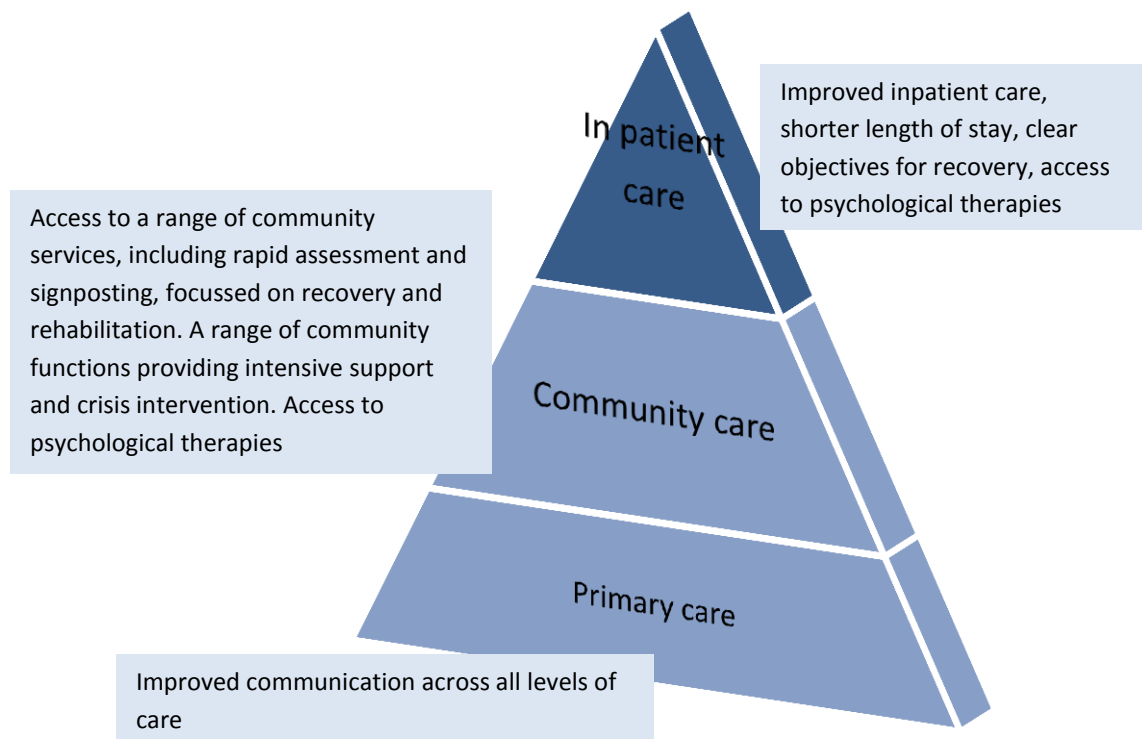 In patient
care
Improved inpatient care,
shorter length of stay, clear
objectives for recovery, access
to psychological therapies
Access to a range of community
services, including rapid assessment and
signposting, focussed on recovery and
rehabilitation. A range of community
functions providing intensive support
and crisis intervention. Access to
psychological therapies
Community care
Primary care
Improved communication across all levels of
care